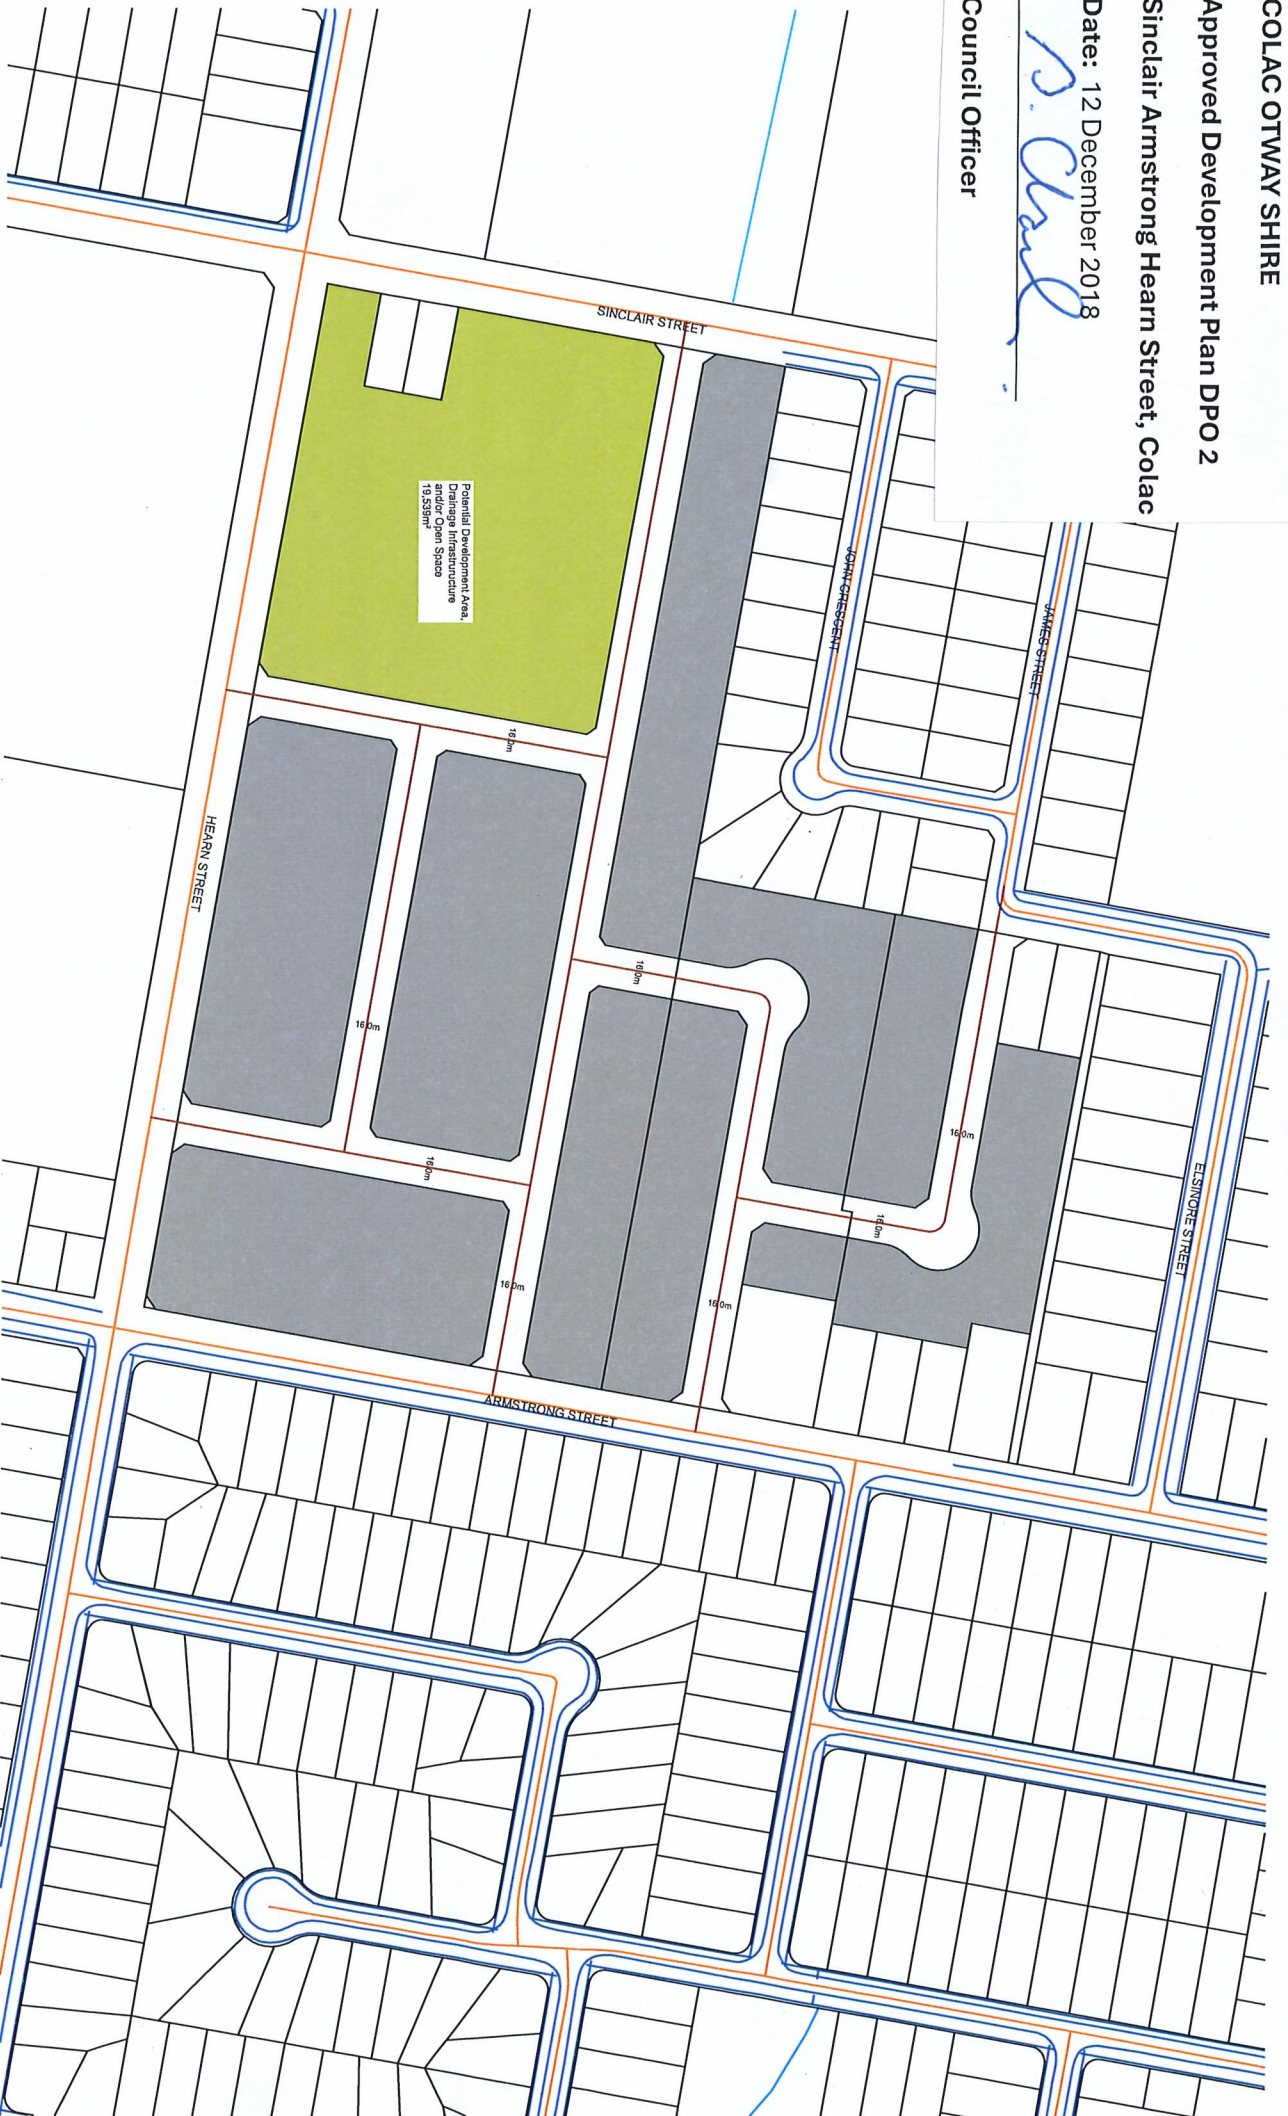 COLAC OTWAY SHIRE
Approved Development Plan DPO 2
Sinclair Armstrong Hearn Street, Colac
Date: 12 December 2018
Council Officer
SINCLAIR STREET
JOHN CRESCENT
JAMES STREET
Potential Development Area,
Drainage Infrastruructure
and/or Open Space
19,539m²
16.0m
16.0m
16.0m
16.0m
16.0m
16.0m
16.0m
16.0m
HEARN STREET
ELSINORE STREET
ARMSTRONG STREET